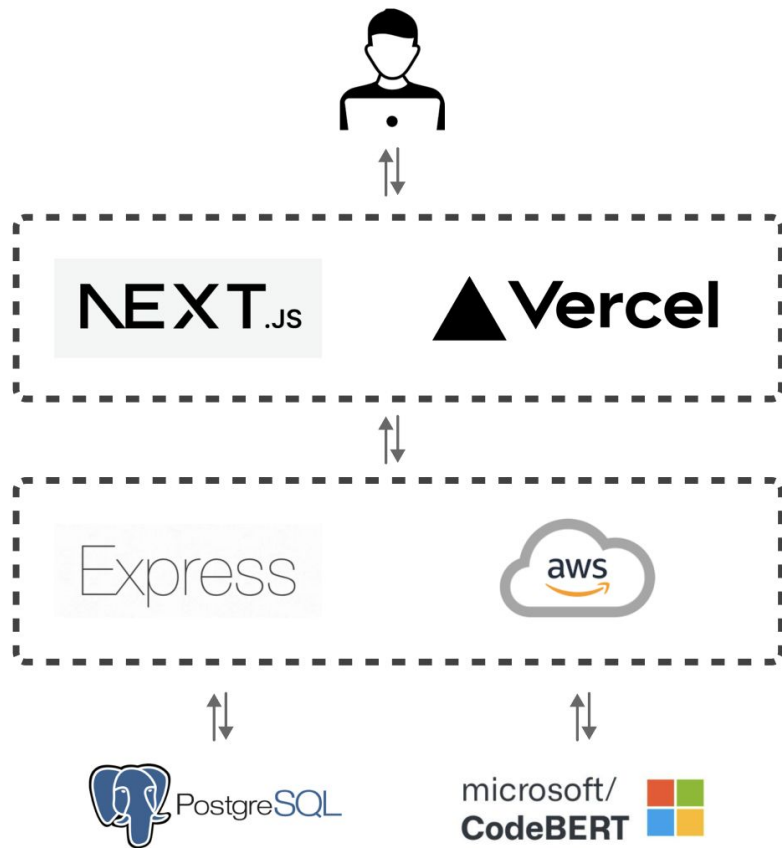 NEXT.JS
Vercel
Express
aws
PostgreSQL
microsoft/
CodeBERT